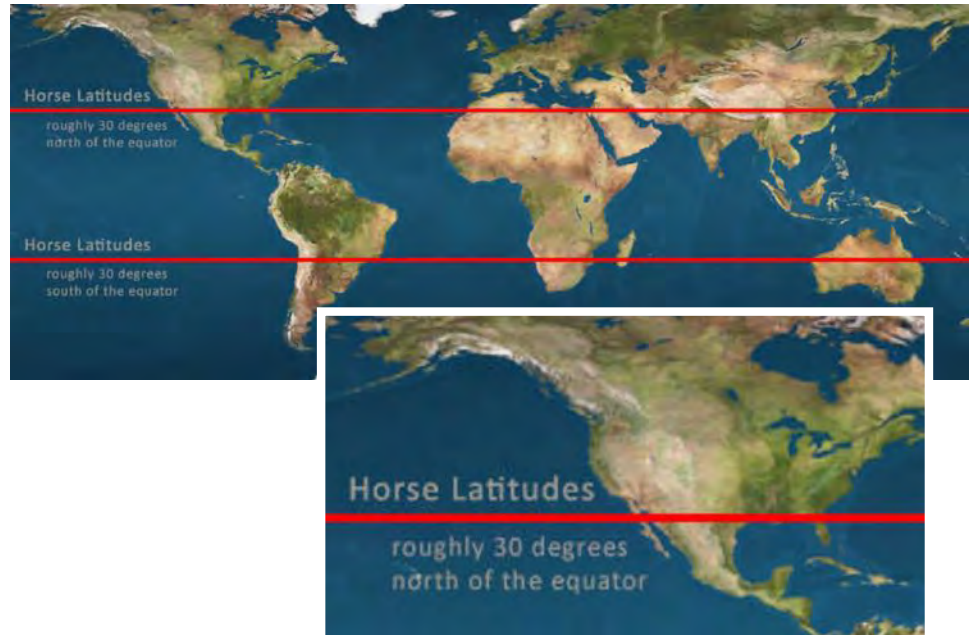 Horse Latitudes
roughly 30 degrees
north of the equator
Horse Latitudes
roughly 30 degrees
south of the equator
Horse Latitudes
roughly 30 degrees
north of the equator